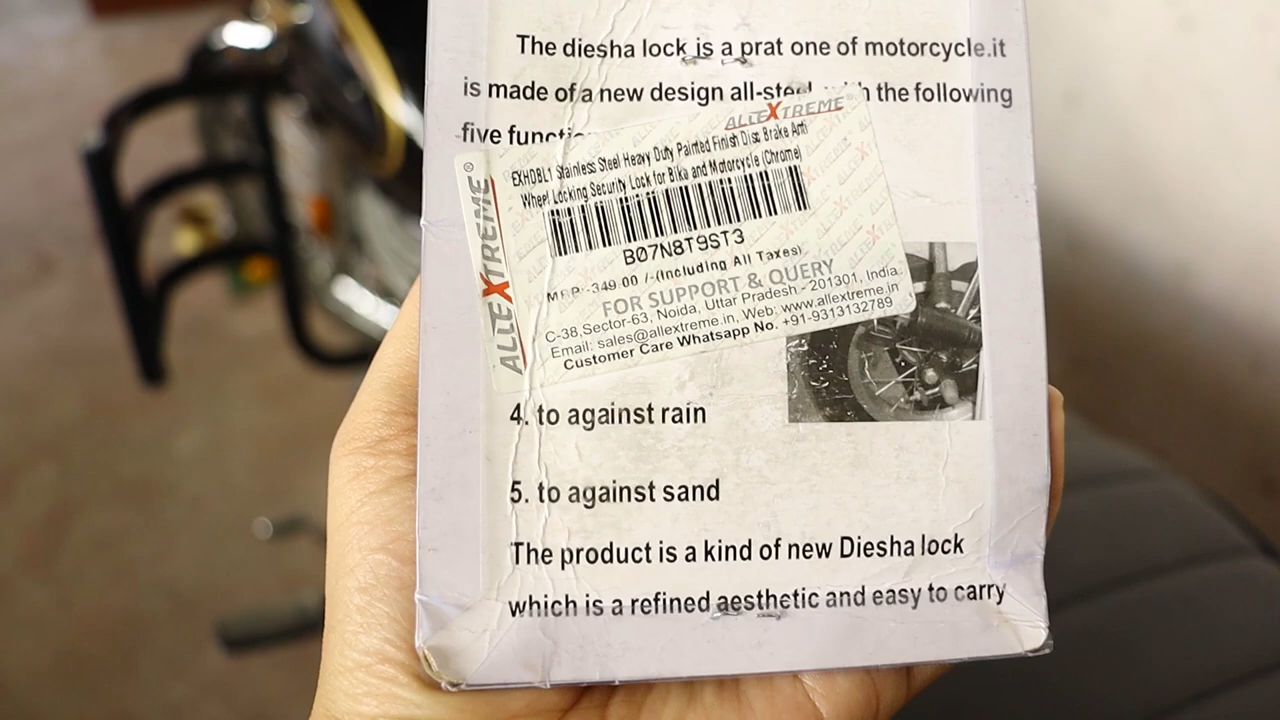 The diesha lock is a prat one of motorcycle.it
is made of a new design all-steel with the following
five
ALLEXTREME
EXHDBL1 Stainless Steel Heavy Duty Painted Finish Disc Brake Anti
Wheel Locking Security Lock for Bike and Motorcycle (Chrome)
B07N8T9ST3
MRP:-349.00 /-(Including All Taxes)
FOR SUPPORT & QUERY
C-38,Sector-63, Noida, Uttar Pradesh - 201301, India.
Email: sales@allextreme.in, Web: www.allextreme.in
Customer Care Whatsapp No. +91-9313132789
ALLEXTREME®
4. to against rain
5. to against sand
The product is a kind of new Diesha lock
which is a refined aesthetic and easy to carry